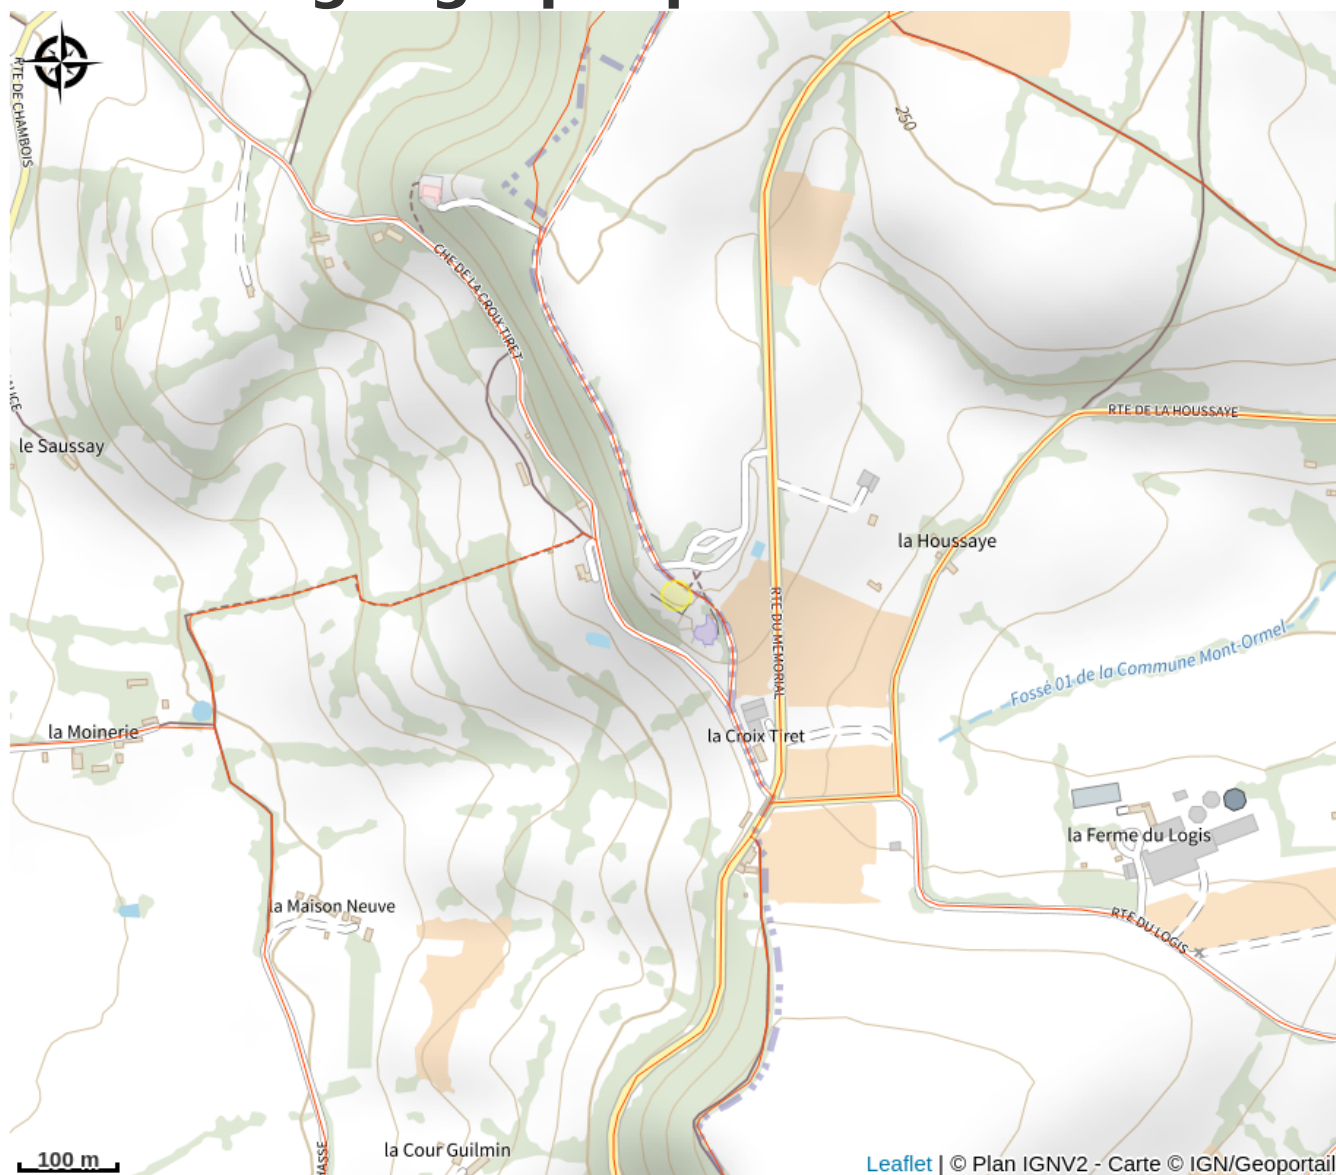 RTE DE CHAMBOIS
250
CHE DE LA CROIX TIRET
RTE DE LA HOUSSAYE
le Saussay
la Houssaye
RTE DU MEMORIAL
Fossé 01 de la Commune Mont-Ormel
la Moinerie
la Croix Tiret
la Ferme du Logis
la Maison Neuve
RTE DU LOGIS
la Cour Guilmin
100 m
Leaflet | © Plan IGNV2 - Carte © IGN/Geoportail